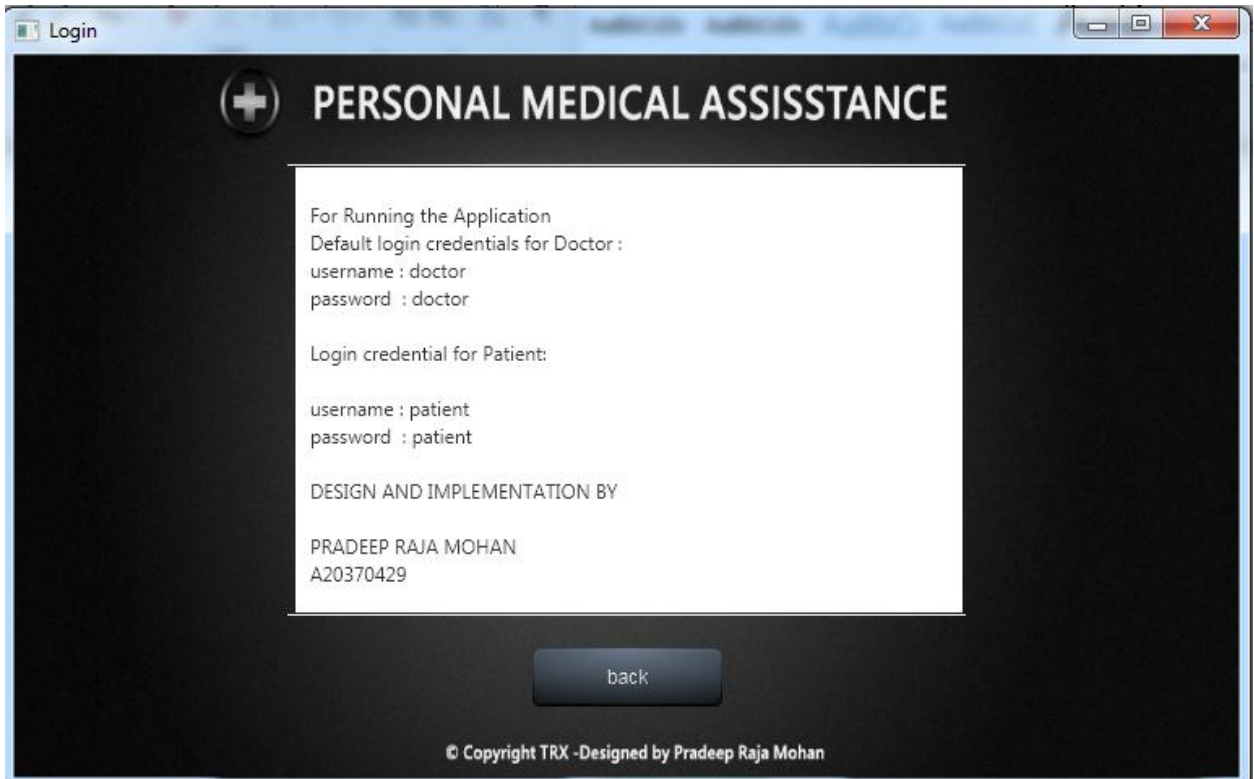 Login
PERSONAL MEDICAL ASSISSTANCE
For Running the Application
Default login credentials for Doctor :
username : doctor
password  : doctor
Login credential for Patient:
username : patient
password  : patient
DESIGN AND IMPLEMENTATION BY
PRADEEP RAJA MOHAN
A20370429
back
© Copyright TRX -Designed by Pradeep Raja Mohan